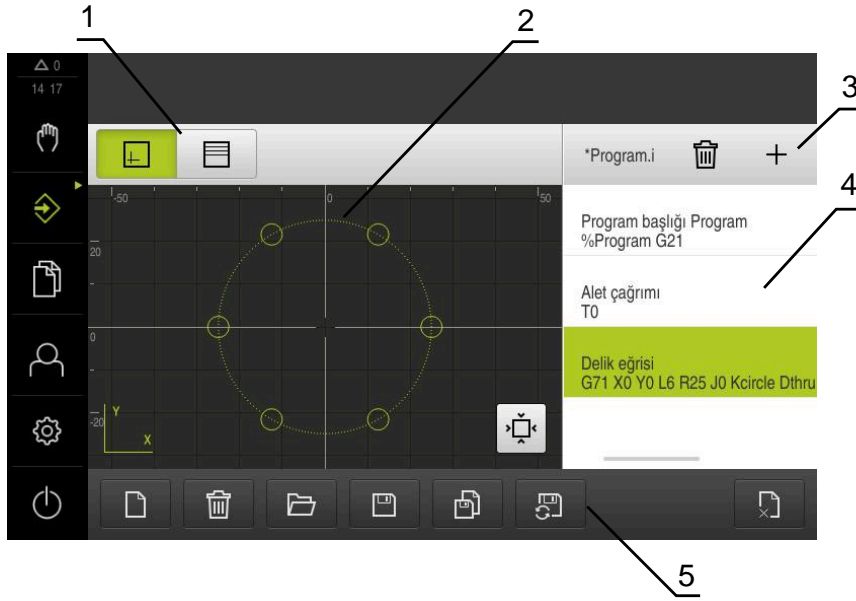 1
2
3
4
5
0
14 17
*Program.i
-50
0
50
20
0
-20
Y
X
Program başlığı Program
%Program G21
Alet çağrımı
T0
Delik eğrisi
G71 X0 Y0 L6 R25 J0 Kcircle Dthru